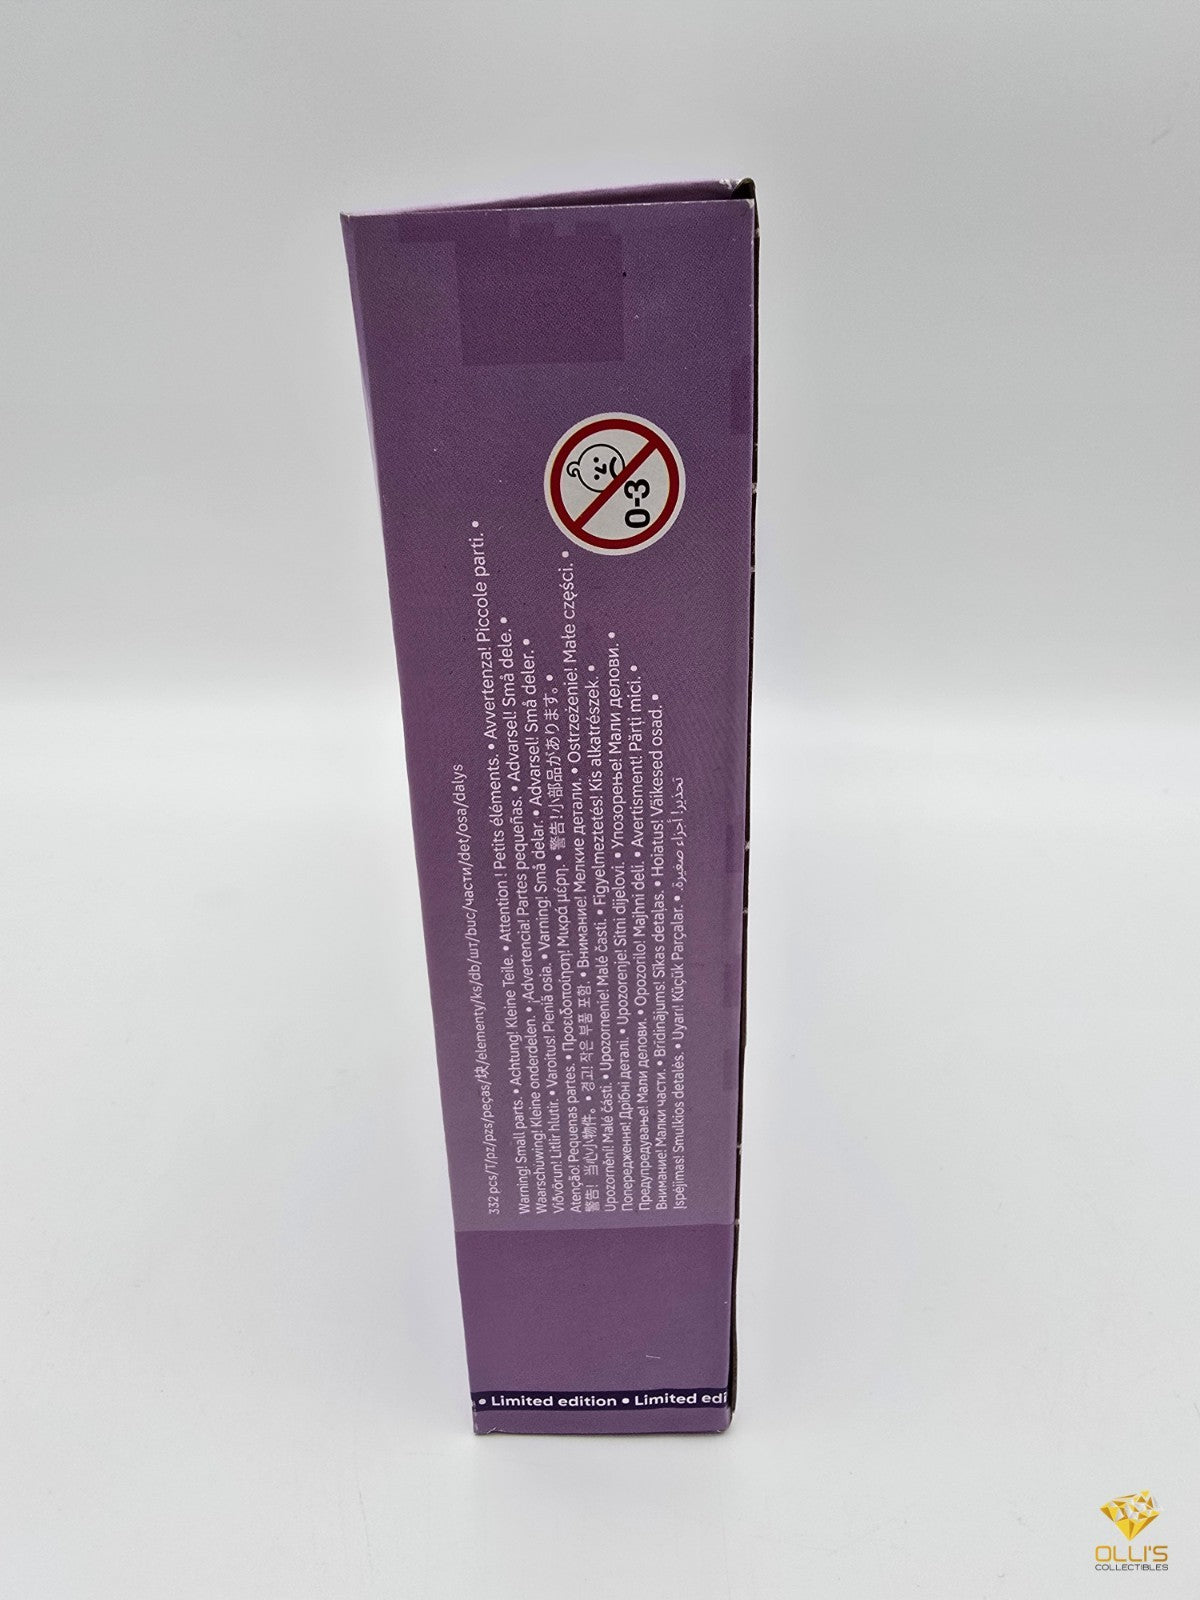 332 pcs/T/pz/pzs/peças/块/elementy/ks/db/шт/buc/части/det/osa/dalys
Warning! Small parts. • Achtung! Kleine Teile. • Attention ! Petits éléments. • Avvertenza! Piccole parti. •
Waarschuwing! Kleine onderdelen. • ¡Advertencia! Partes pequeñas. • Advarsel! Små dele. •
Viðvörun! Litlir hlutir. • Varoitus! Pieniä osia. • Varning! Små delar. • Advarsel! Små deler. •
Atenção! Pequenas partes. • Προειδοποίηση! Μικρά μέρη. • 警告!小部品があります。 •
警告！当心小物件。 • 경고! 작은 부품 포함. • Внимание! Мелкие детали. • Ostrzeżenie! Małe części. •
Upozornění! Malé části. • Upozornenie! Malé časti. • Figyelmeztetés! Kis alkatrészek. •
Попередження! Дрібні деталі. • Upozorenje! Sitni dijelovi. • Упозорење! Мали делови. •
Предупредување! Мали делови. • Opozorilo! Majhni deli. • Avertisment! Părți mici. •
Внимание! Малки части. • Brīdinājums! Sīkas detaļas. • Hoiatus! Väikesed osad. •
Įspėjimas! Smulkios detalės. • Uyarı! Küçük Parçalar. • تحذير! أجزاء صغيرة.
0-3
• Limited edition • Limited edi
OLLI'S
COLLECTIBLES